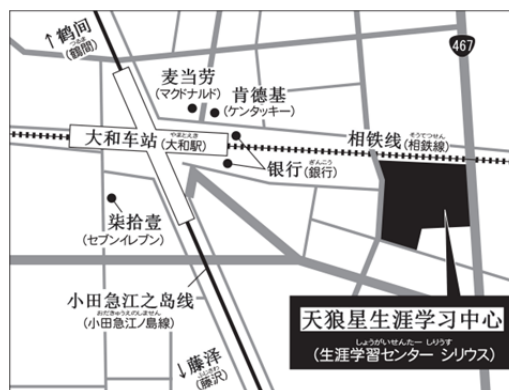 ↑鹤间
つるま
(鶴間)
467
麦当劳
(マクドナルド)
肯德基
(ケンタッキー)
大和车站
やまとえき
(大和駅)
相铁线
そうてつせん
(相鉄線)
银行
ぎんこう
(銀行)
柒拾壹
(セブンイレブン)
小田急江之岛线
おだきゅうえのしません
(小田急江ノ島線)
天狼星生涯学习中心
しょうがいせんたー しりうす
(生涯学習センター シリウス)
↓藤泽
ふじさわ
(藤沢)